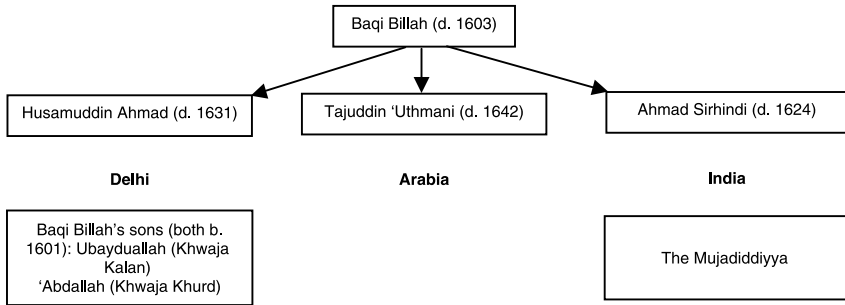 Baqi Billah (d. 1603)
Husamuddin Ahmad (d. 1631)
Tajuddin ‘Uthmani (d. 1642)
Ahmad Sirhindi (d. 1624)
Delhi
Arabia
India
Baqi Billah’s sons (both b.
1601): Ubayduallah (Khwaja
Kalan)
‘Abdallah (Khwaja Khurd)
The Mujadiddiyya